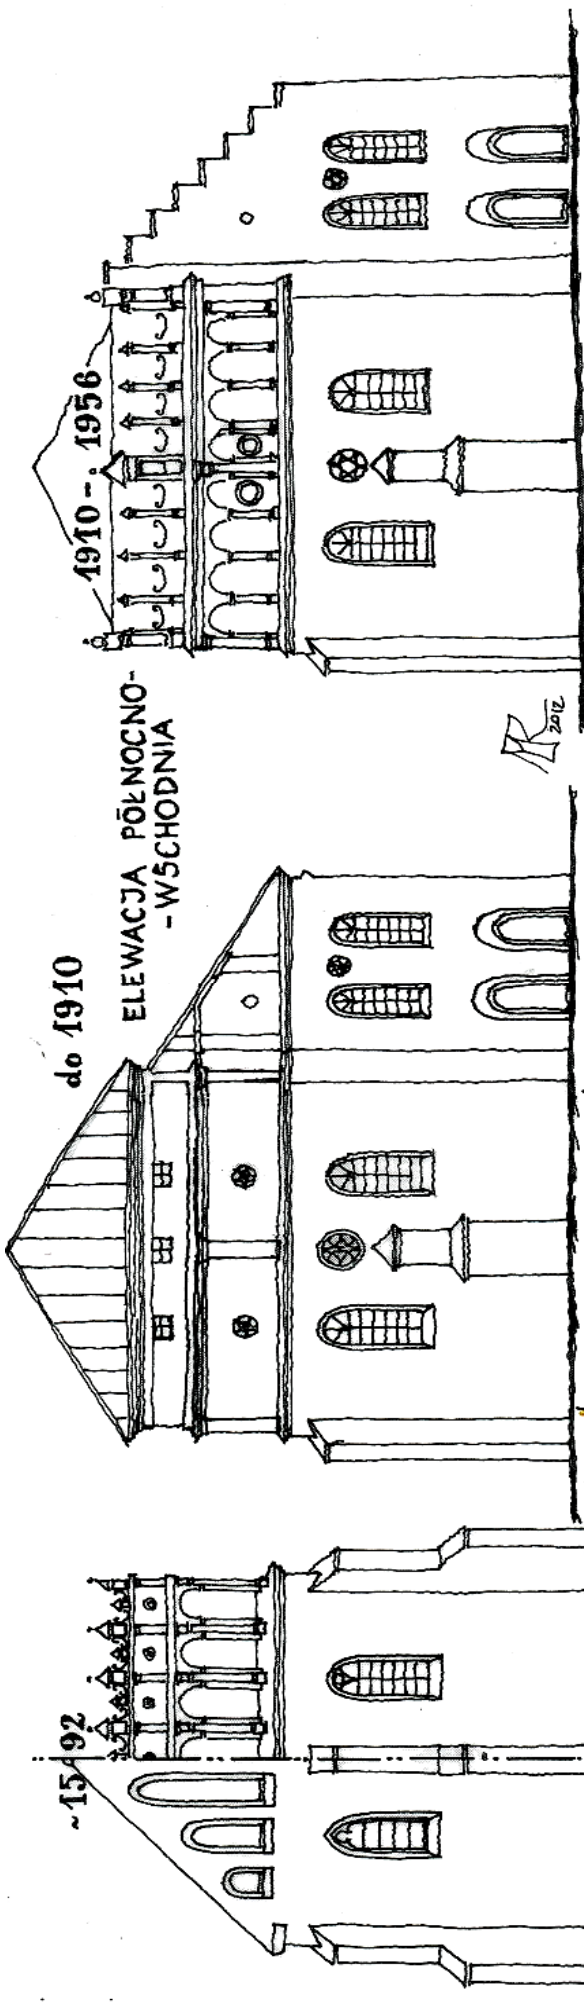 ~1592
do 1910
ELEWACJA PÓŁNOCNO-
-WSCHODNIA
1910 - 1956
2012